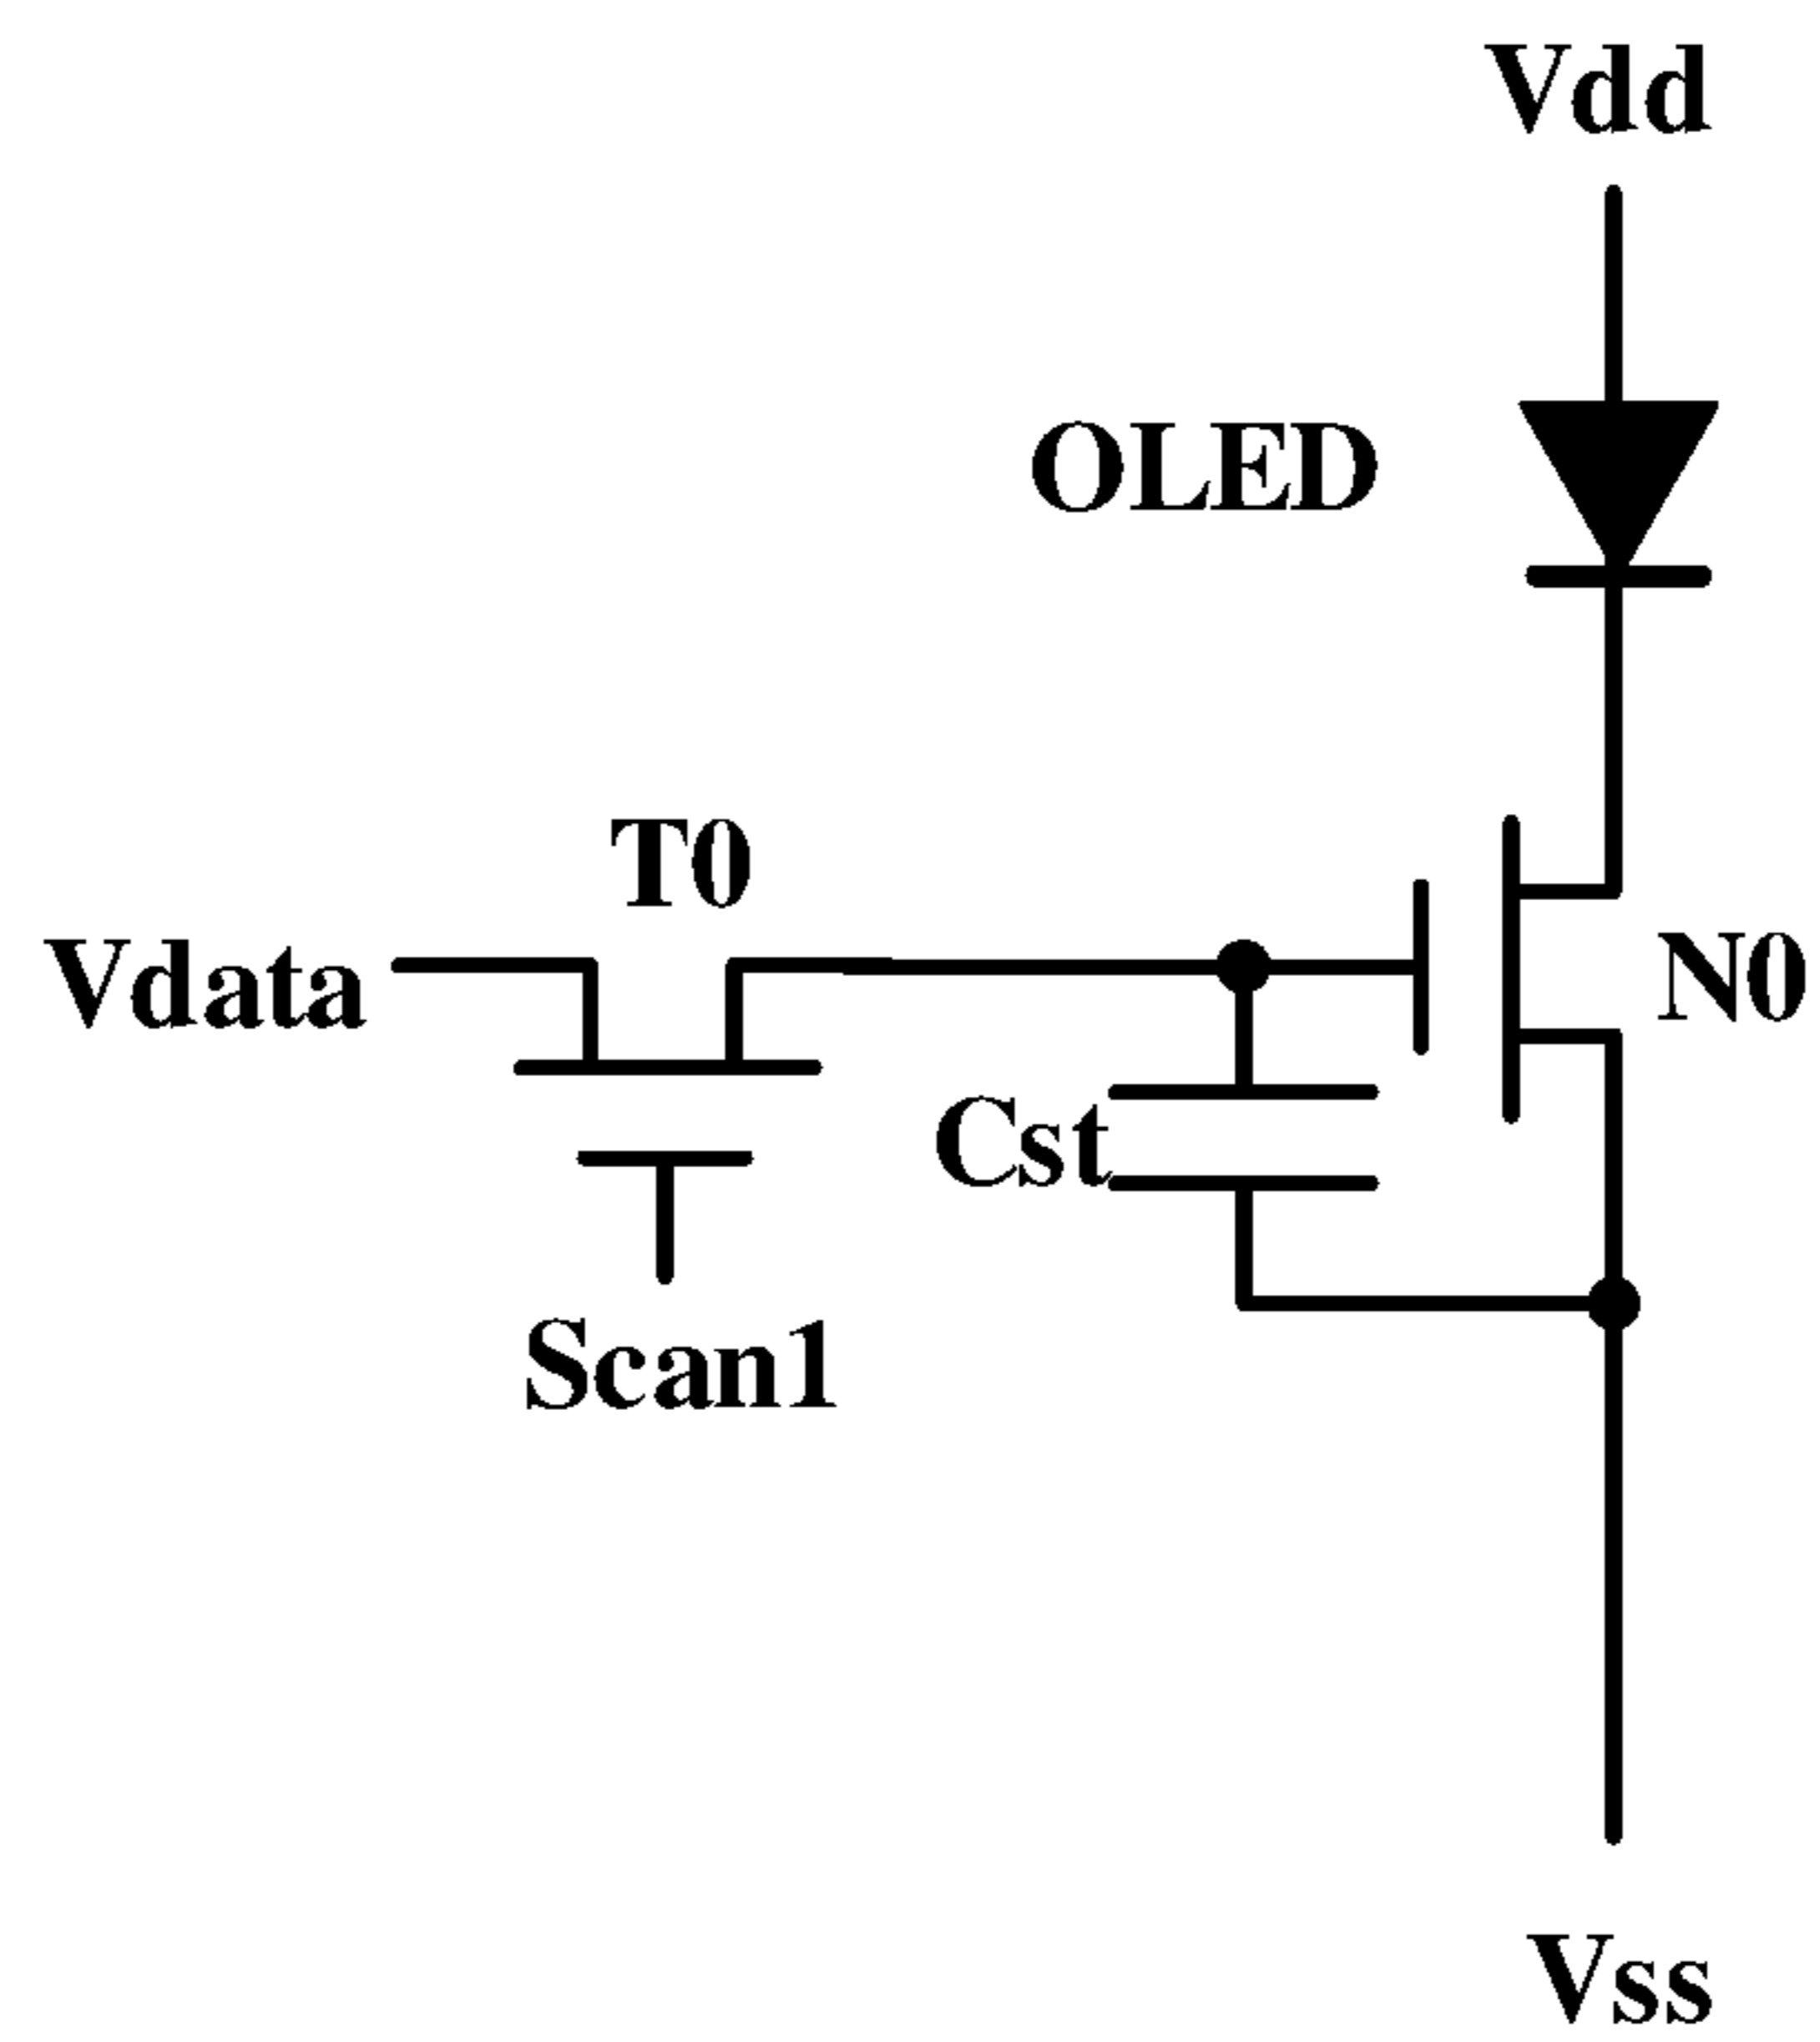 Vdd
OLED
T0
Vdata
N0
Cst
Scan1
Vss